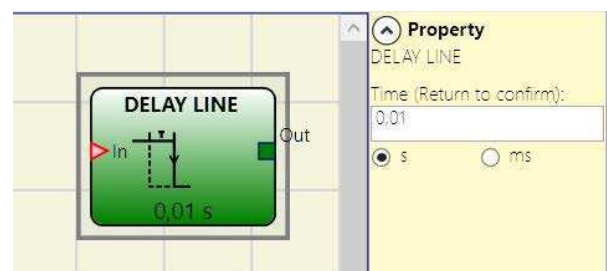 DELAY LINE
In
T
Out
0,01 s
Property
DELAY LINE
Time (Return to confirm):
0,01
s
ms